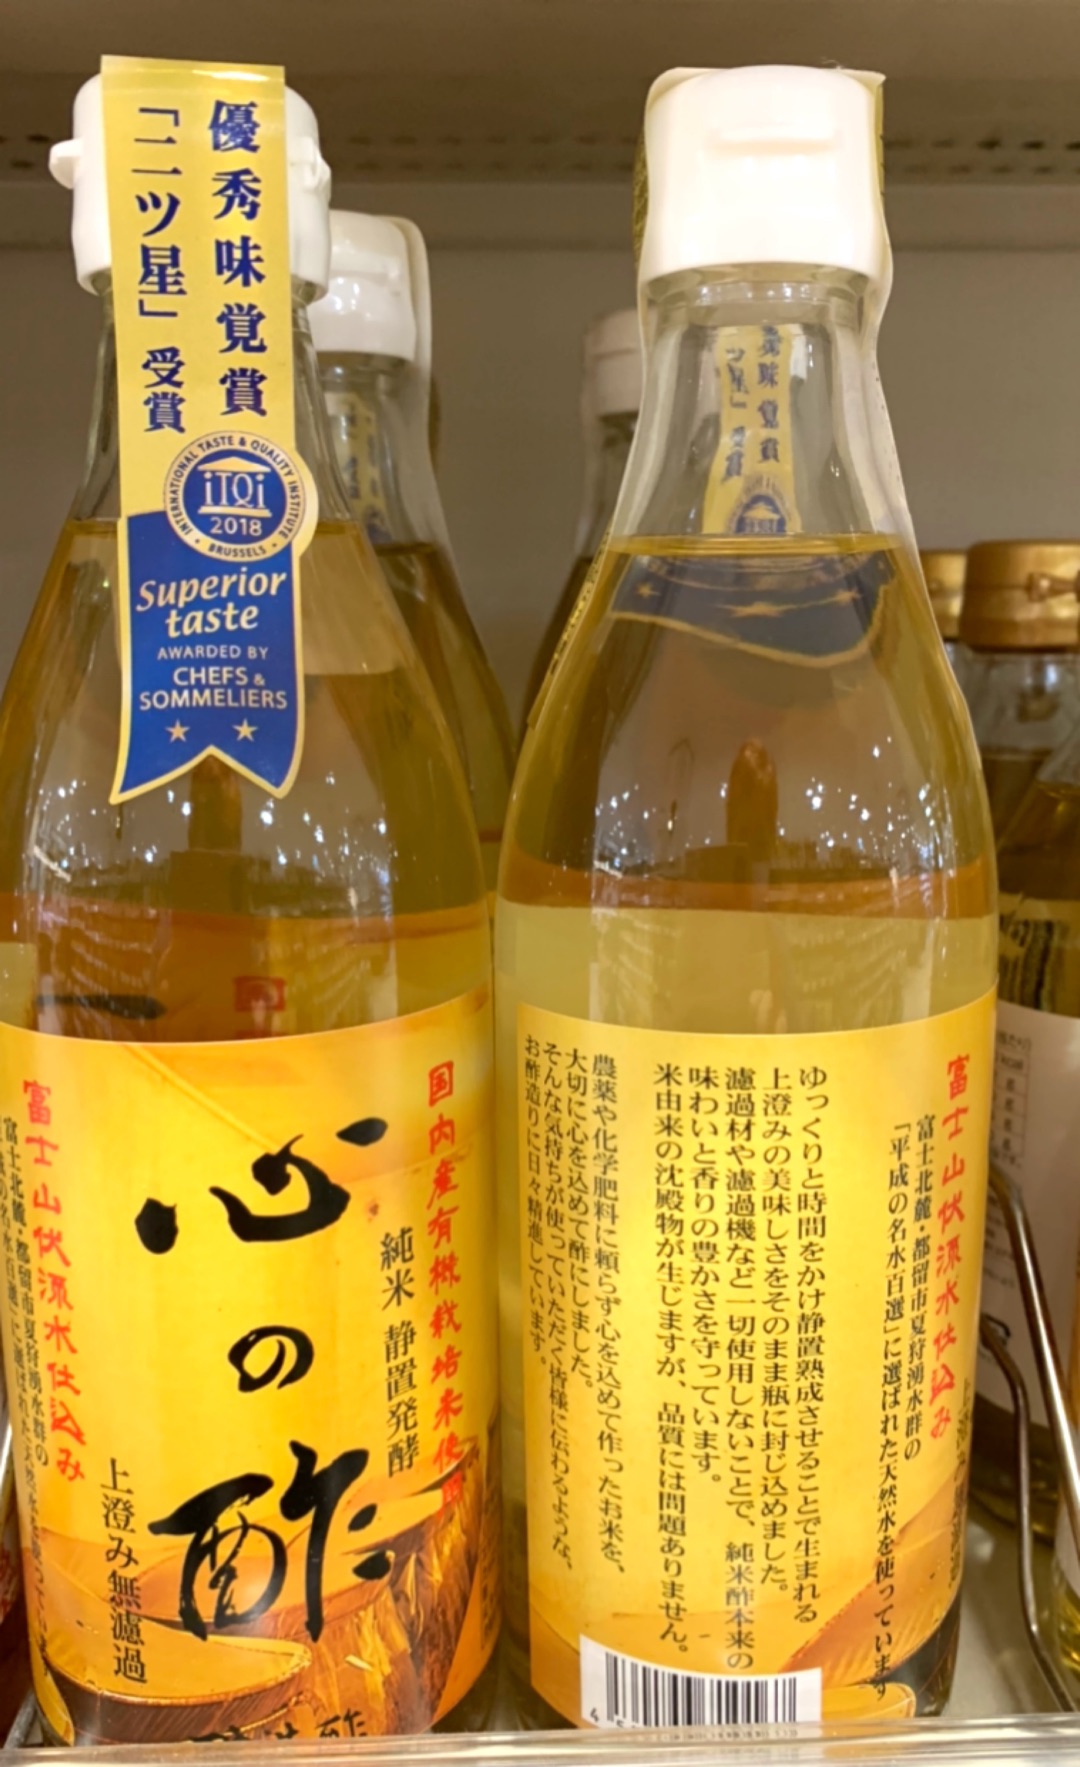 優秀味覚賞
「二ツ星」受賞
INTERNATIONAL TASTE & QUALITY INSTITUTE
iTQi
2018
• BRUSSELS •
Superior
taste
AWARDED BY
CHEFS &
SOMMELIERS
国内産有機栽培米使用
純米 静置発酵
心の酢
上澄み無濾過
富士山伏流水仕込み
富士北麓・都留市夏狩湧水群の
富士山伏流水仕込み
富士北麓・都留市夏狩湧水群の
「平成の名水百選」に選ばれた天然水を使っています
ゆっくりと時間をかけ静置熟成させることで生まれる
上澄みの美味しさをそのまま瓶に封じ込めました。
濾過材や濾過機など一切使用しないことで、純米酢本来の
味わいと香りの豊かさを守っています。
米由来の沈殿物が生じますが、品質には問題ありません。
農薬や化学肥料に頼らず心を込めて作ったお米を、
大切に心を込めて酢にしました。
そんな気持ちが使っていただく皆様に伝わるような、
お酢造りに日々精進しています。